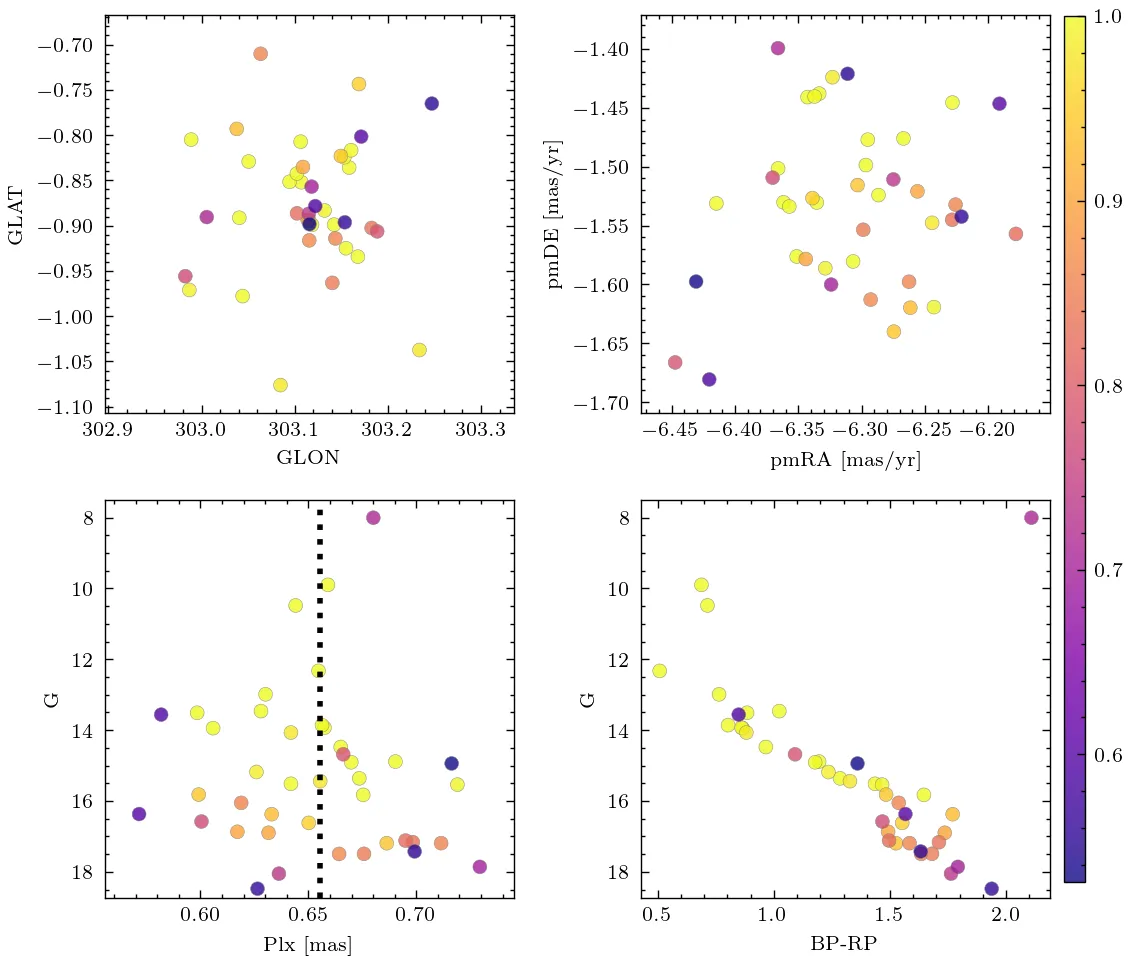 −0.70
−0.75
−0.80
−0.85
−0.90
−0.95
−1.00
−1.05
−1.10
GLAT
302.9 303.0 303.1 303.2 303.3
GLON
−1.40
−1.45
−1.50
−1.55
−1.60
−1.65
−1.70
pmDE [mas/yr]
−6.45 −6.40 −6.35 −6.30 −6.25 −6.20
pmRA [mas/yr]
1.0
0.9
0.8
0.7
0.6
8
10
12
14
16
18
G
0.60 0.65 0.70
Plx [mas]
8
10
12
14
16
18
G
0.5 1.0 1.5 2.0
BP-RP